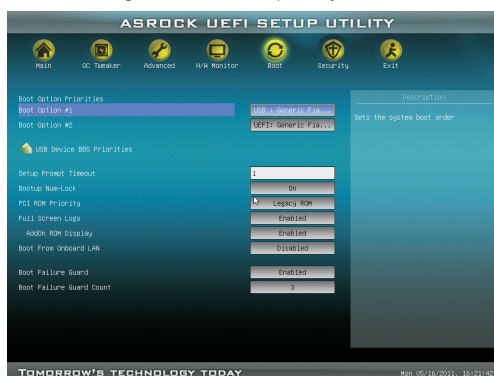 ASROCK UEFI SETUP UTILITY
Main OC Tweaker Advanced H/W Monitor Boot Security Exit
Description
Sets the system boot order
Boot Option Priorities
Boot Option #1 USB : Generic Fla...
Boot Option #2 UEFI: Generic Fla...
USB Device BBS Priorities
Setup Prompt Timeout 1
Bootup Num-Lock On
PCI ROM Priority Legacy ROM
Full Screen Logo Enabled
AddOn ROM Display Enabled
Boot From Onboard LAN Disabled
Boot Failure Guard Enabled
Boot Failure Guard Count 3
TOMORROW'S TECHNOLOGY TODAY
Mon 05/16/2011, 16:21:42